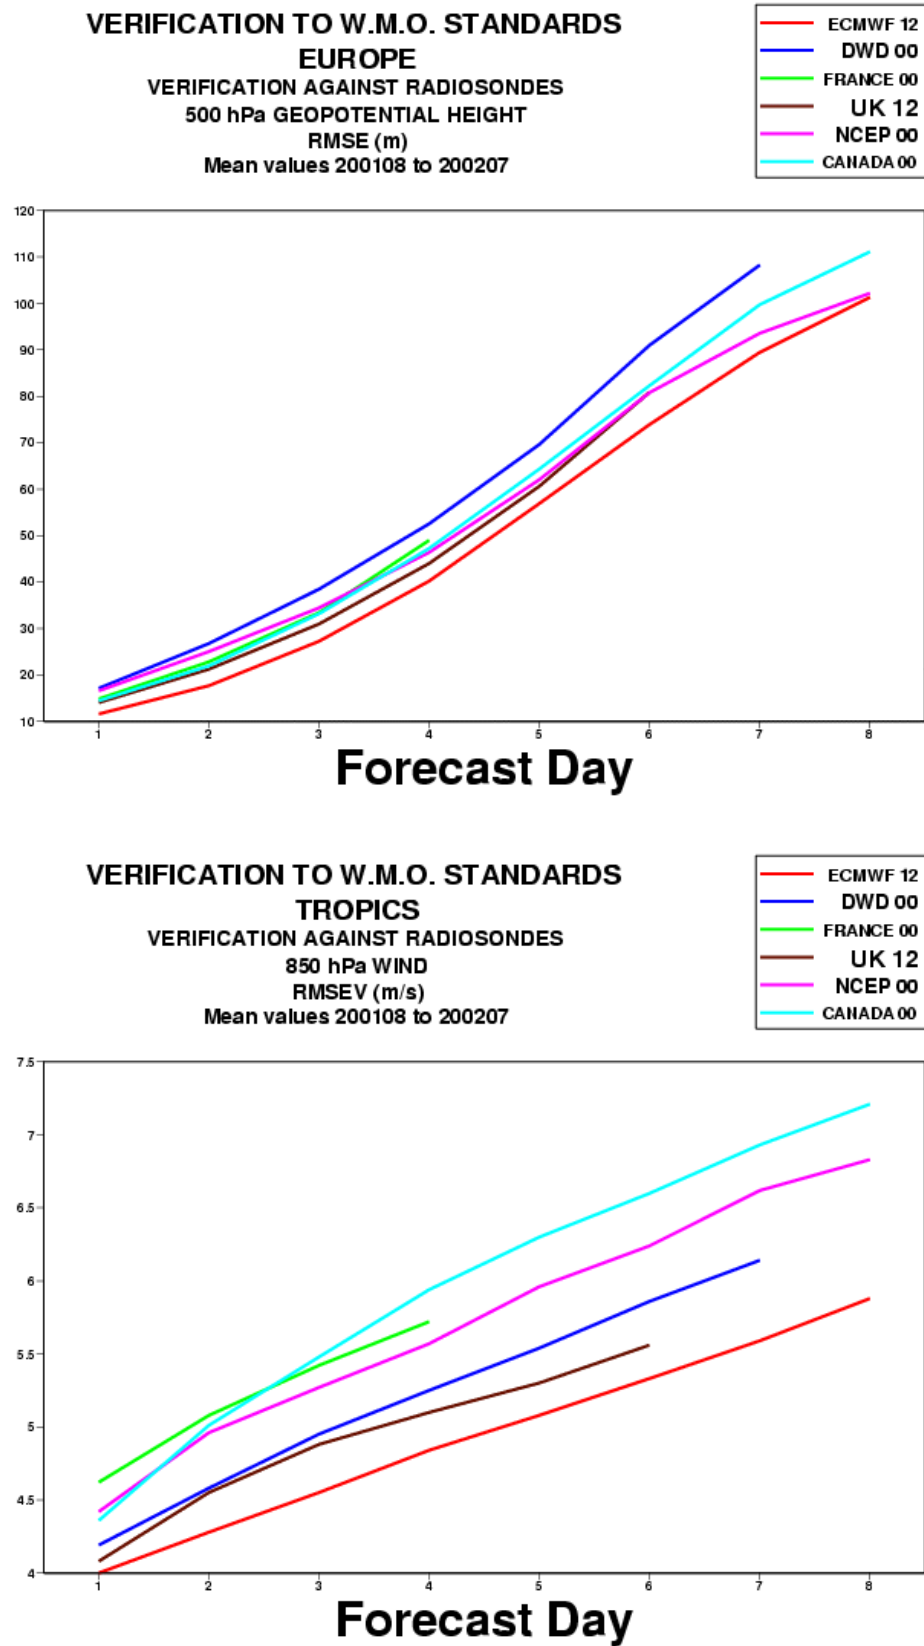 VERIFICATION TO W.M.O. STANDARDS
EUROPE
VERIFICATION AGAINST RADIOSONDES
500 hPa GEOPOTENTIAL HEIGHT
RMSE (m)
Mean values 200108 to 200207
ECMWF 12
DWD 00
FRANCE 00
UK 12
NCEP 00
CANADA 00
120
110
100
90
80
70
60
50
40
30
20
10
1 2 3 4 5 6 7 8
Forecast Day
VERIFICATION TO W.M.O. STANDARDS
TROPICS
VERIFICATION AGAINST RADIOSONDES
850 hPa WIND
RMSEV (m/s)
Mean values 200108 to 200207
ECMWF 12
DWD 00
FRANCE 00
UK 12
NCEP 00
CANADA 00
7.5
7
6.5
6
5.5
5
4.5
4
1 2 3 4 5 6 7 8
Forecast Day